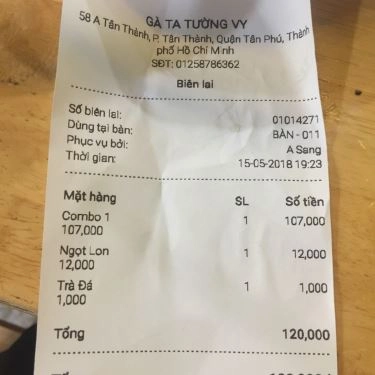 GÀ TA TƯỜNG VY
58 A Tân Thành, P. Tân Thành, Quận Tân Phú, Thành
phố Hồ Chí Minh
SĐT: 01258786362
Biên lai
Số biên lai: 01014271
Dùng tại bàn: BÀN - 011
Phục vụ bởi: A Sang
Thời gian: 15-05-2018 19:23
Mặt hàng SL Số tiền
Combo 1 1 107,000
107,000
Ngọt Lon 1 12,000
12,000
Trà Đá 1 1,000
1,000
Tổng 120,000